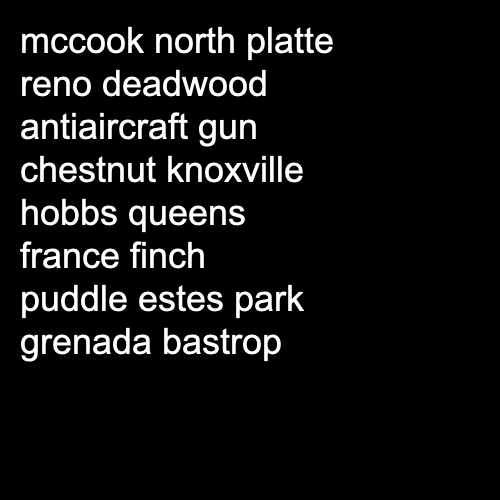 mccook north platte
reno deadwood
antiaircraft gun
chestnut knoxville
hobbs queens
france finch
puddle estes park
grenada bastrop